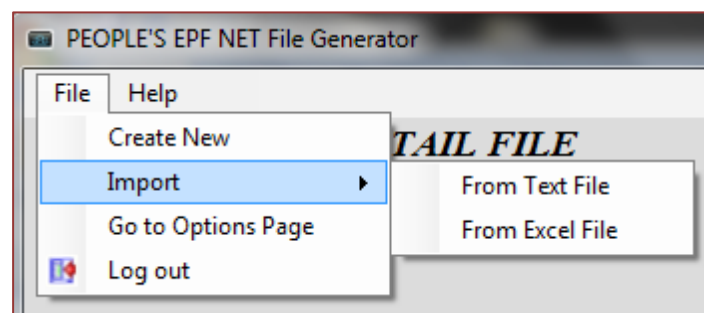 PEOPLE'S EPF NET File Generator
File Help
Create New
TAIL FILE
Import
From Text File
Go to Options Page
From Excel File
Log out